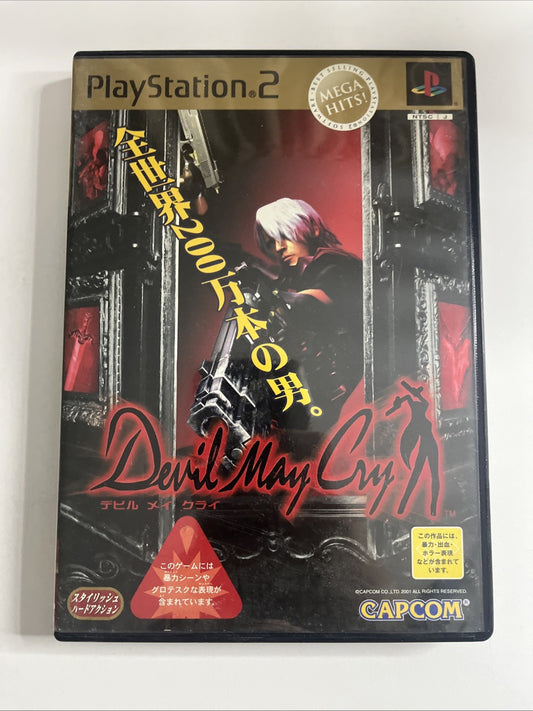 PlayStation®2
BEST SELLING PLAYSTATION2 SOFTWARE
MEGA
HITS!
NTSC J
全世界200万本の男。
Devil May Cry
TM
デビル メイ クライ
このゲームには
暴力シーンや
グロテスクな表現が
含まれています。
この作品には、
暴力・出血・
ホラー表現
などが含まれて
います。
スタイリッシュ
ハードアクション
©CAPCOM CO.,LTD. 2001 ALL RIGHTS RESERVED.
CAPCOM®